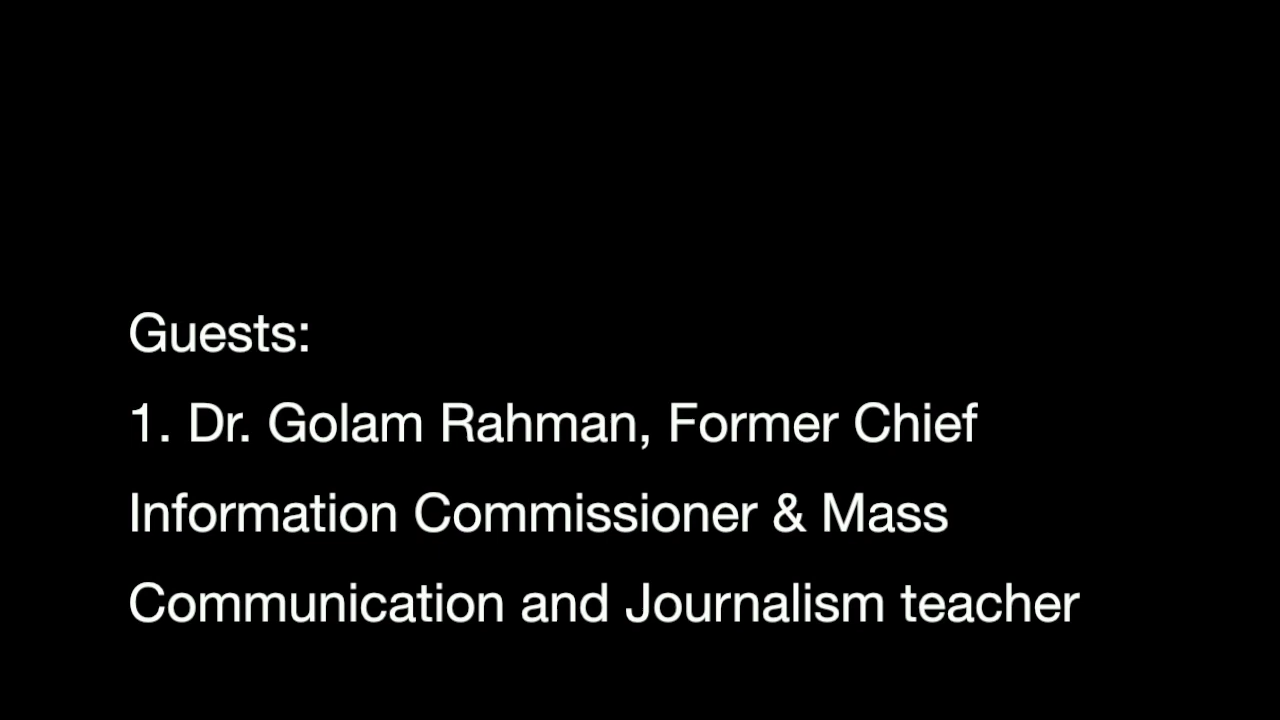 Guests:
1. Dr. Golam Rahman, Former Chief
Information Commissioner & Mass
Communication and Journalism teacher